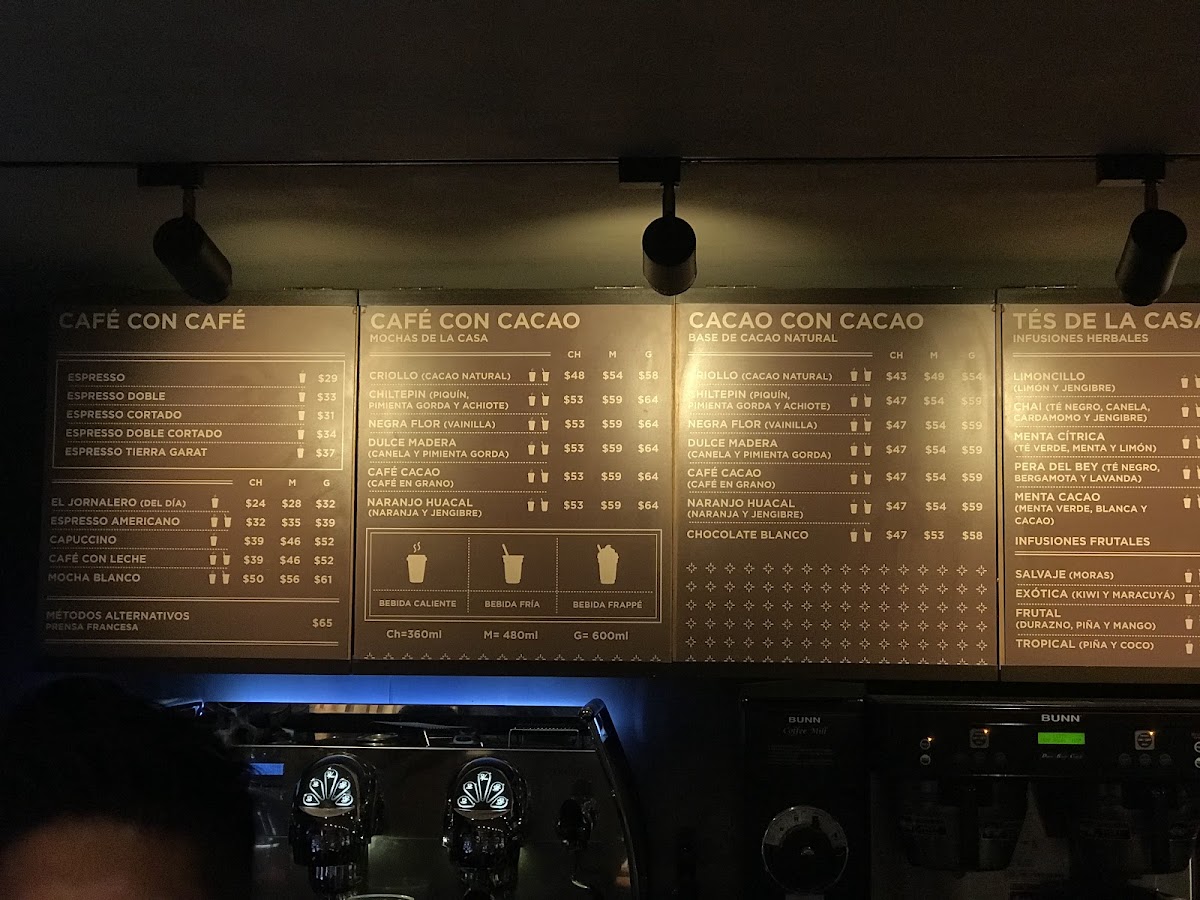 CAFÉ CON CAFÉ
ESPRESSO $29
ESPRESSO DOBLE $33
ESPRESSO CORTADO $31
ESPRESSO DOBLE CORTADO $34
ESPRESSO TIERRA GARAT $37
CH M G
EL JORNALERO (DEL DÍA) $24 $28 $32
ESPRESSO AMERICANO $32 $35 $39
CAPUCCINO $39 $46 $52
CAFÉ CON LECHE $39 $46 $52
MOCHA BLANCO $50 $56 $61
MÉTODOS ALTERNATIVOS
PRENSA FRANCESA $65
CAFÉ CON CACAO
MOCHAS DE LA CASA
CH M G
CRIOLLO (CACAO NATURAL) $48 $54 $58
CHILTEPIN (PIQUÍN,
PIMIENTA GORDA Y ACHIOTE) $53 $59 $64
NEGRA FLOR (VAINILLA) $53 $59 $64
DULCE MADERA
(CANELA Y PIMIENTA GORDA) $53 $59 $64
CAFÉ CACAO
(CAFÉ EN GRANO) $53 $59 $64
NARANJO HUACAL
(NARANJA Y JENGIBRE) $53 $59 $64
BEBIDA CALIENTE BEBIDA FRÍA BEBIDA FRAPPÉ
Ch=360ml M= 480ml G= 600ml
CACAO CON CACAO
BASE DE CACAO NATURAL
CH M G
CRIOLLO (CACAO NATURAL) $43 $49 $54
CHILTEPIN (PIQUÍN,
PIMIENTA GORDA Y ACHIOTE) $47 $54 $59
NEGRA FLOR (VAINILLA) $47 $54 $59
DULCE MADERA
(CANELA Y PIMIENTA GORDA) $47 $54 $59
CAFÉ CACAO
(CAFÉ EN GRANO) $47 $54 $59
NARANJO HUACAL
(NARANJA Y JENGIBRE) $47 $54 $59
CHOCOLATE BLANCO $47 $53 $58
TÉS DE LA CASA
INFUSIONES HERBALES
LIMONCILLO
(LIMÓN Y JENGIBRE)
CHAI (TÉ NEGRO, CANELA,
CARDAMOMO Y JENGIBRE)
MENTA CÍTRICA
(TÉ VERDE, MENTA Y LIMÓN)
PERA DEL BEY (TÉ NEGRO,
BERGAMOTA Y LAVANDA)
MENTA CACAO
(MENTA VERDE, BLANCA Y
CACAO)
INFUSIONES FRUTALES
SALVAJE (MORAS)
EXÓTICA (KIWI Y MARACUYÁ)
FRUTAL
(DURAZNO, PIÑA Y MANGO)
TROPICAL (PIÑA Y COCO)
BUNN
Coffee Mill
BUNN